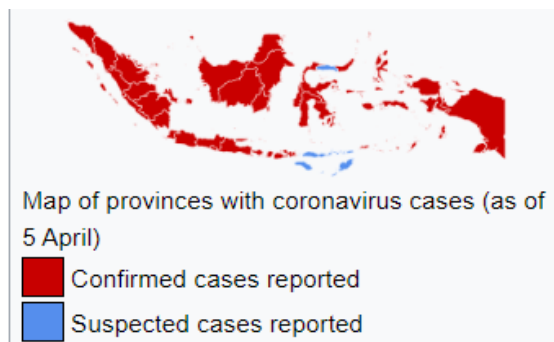 Map of provinces with coronavirus cases (as of
5 April)
Confirmed cases reported
Suspected cases reported